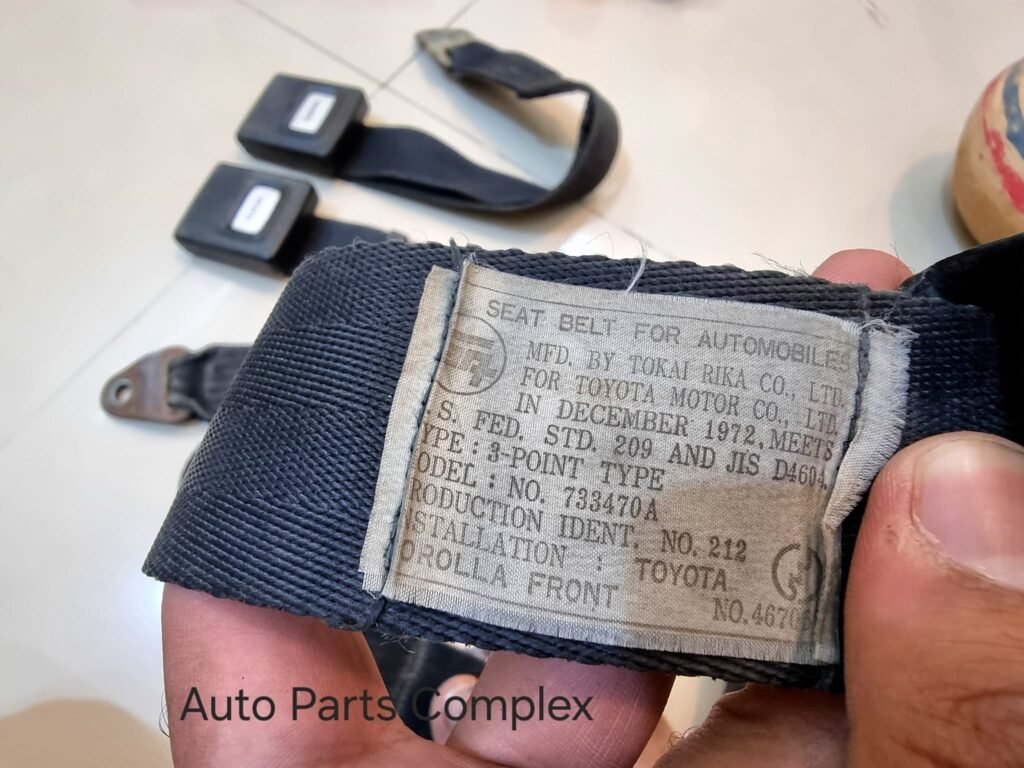 SEAT BELT FOR AUTOMOBILES
MFD. BY TOKAI RIKA CO., LTD.
FOR TOYOTA MOTOR CO., LTD.
IN DECEMBER 1972, MEETS
.S. FED. STD. 209 AND JIS D4604.
YPE : 3-POINT TYPE
ODEL : NO. 733470A
RODUCTION IDENT. NO. 212
STALLATION : TOYOTA
OROLLA FRONT
NO. 4670
Auto Parts Complex